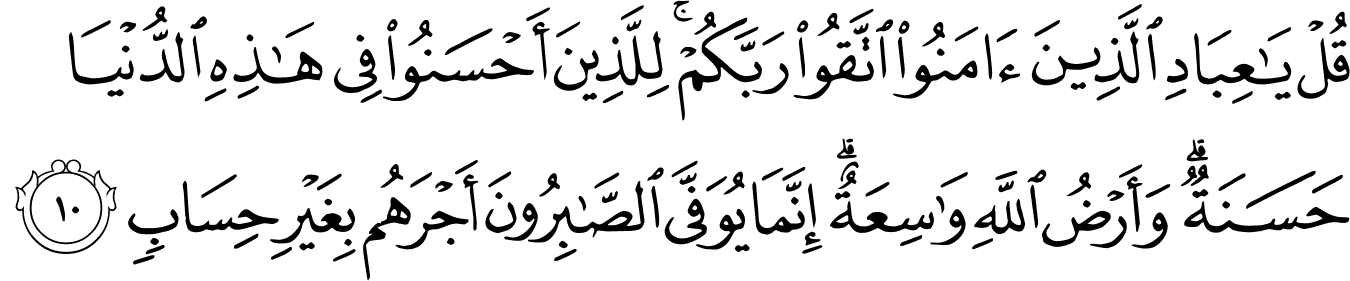 قُلْ يَـٰعِبَادِ ٱلَّذِينَ ءَامَنُوا۟ ٱتَّقُوا۟ رَبَّكُمْ ۚ لِلَّذِينَ أَحْسَنُوا۟ فِى هَـٰذِهِ ٱلدُّنْيَا
حَسَنَةٌ ۗ وَأَرْضُ ٱللَّهِ وَٰسِعَةٌ ۗ إِنَّمَا يُوَفَّى ٱلصَّـٰبِرُونَ أَجْرَهُم بِغَيْرِ حِسَابٍ ١٠